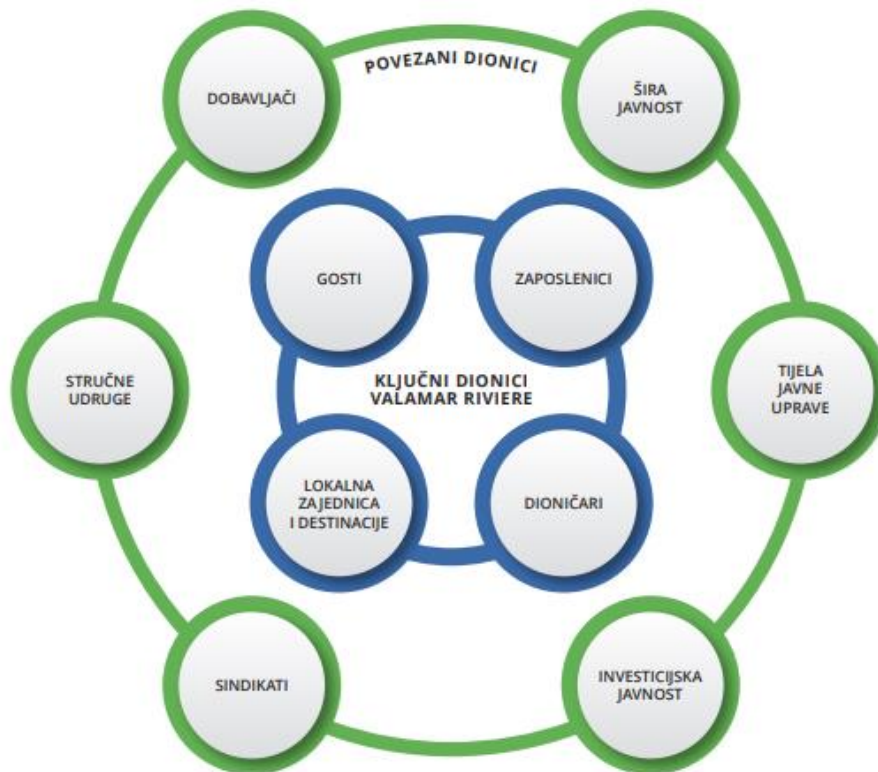 POVEZANI DIONICI
DOBAVLJAČI
ŠIRA
JAVNOST
GOSTI
ZAPOSLENICI
STRUČNE
UDRUGE
KLJUČNI DIONICI
VALAMAR RIVIERE
TIJELA
JAVNE
UPRAVE
LOKALNA
ZAJEDNICA
I DESTINACIJE
DIONIČARI
SINDIKATI
INVESTICIJSKA
JAVNOST